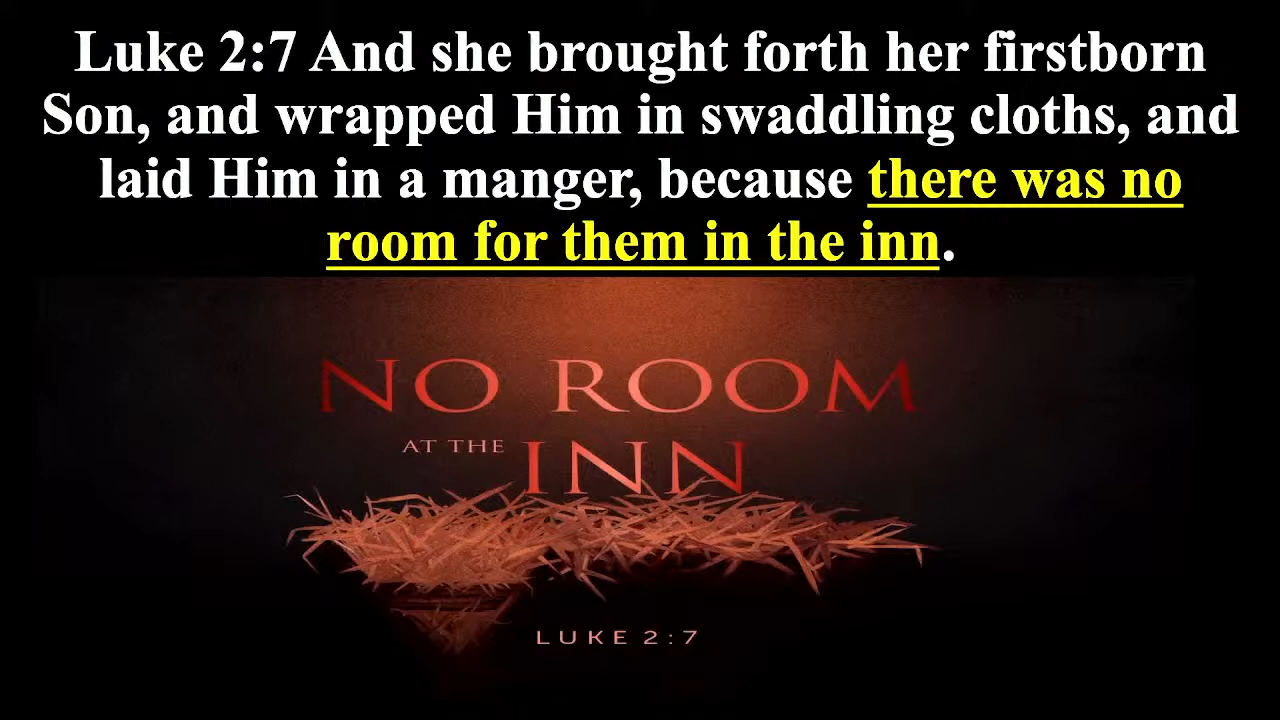 Luke 2:7 And she brought forth her firstborn
Son, and wrapped Him in swaddling cloths, and
laid Him in a manger, because there was no
room for them in the inn.
NO ROOM
AT THE INN
LUKE 2:7